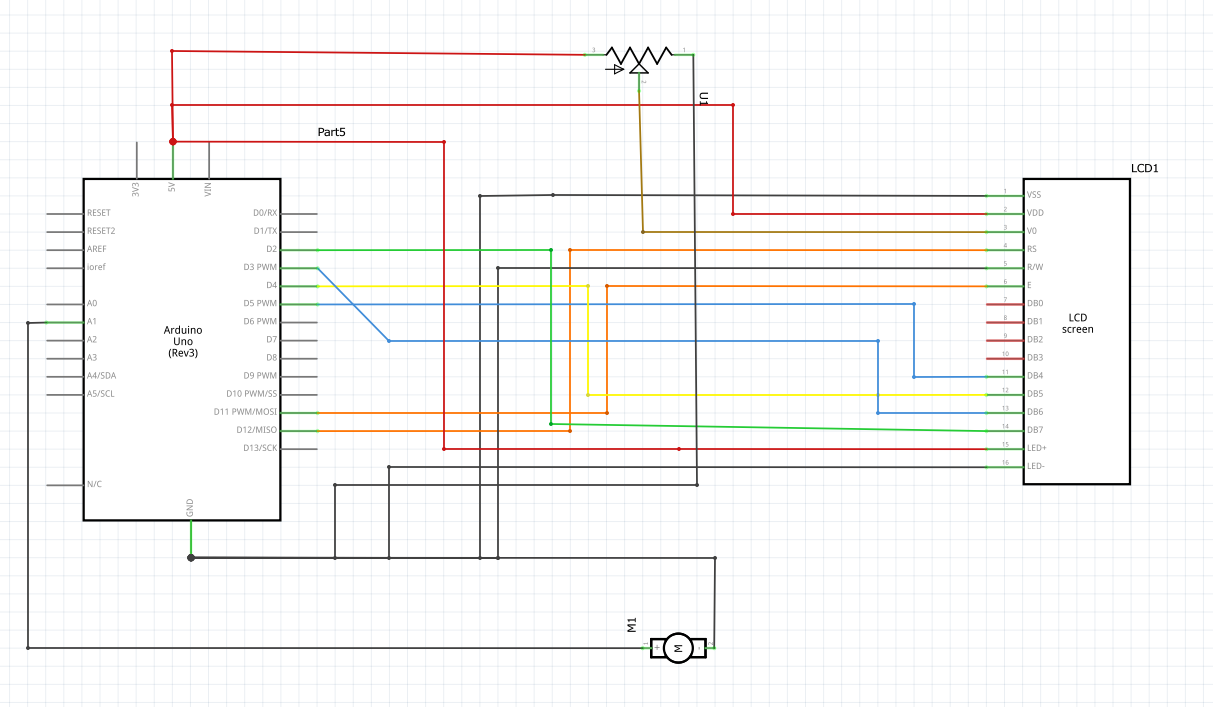 3
1
2
U1
Part5
LCD1
3V3
5V
VIN
RESET
RESET2
AREF
ioref
A0
A1
A2
A3
A4/SDA
A5/SCL
N/C
GND
Arduino
Uno
(Rev3)
D0/RX
D1/TX
D2
D3 PWM
D4
D5 PWM
D6 PWM
D7
D8
D9 PWM
D10 PWM/SS
D11 PWM/MOSI
D12/MISO
D13/SCK
1 VSS
2 VDD
3 V0
4 RS
5 R/W
6 E
7 DB0
8 DB1
9 DB2
10 DB3
11 DB4
12 DB5
13 DB6
14 DB7
15 LED+
16 LED-
LCD
screen
M1
1
+
M
-
2